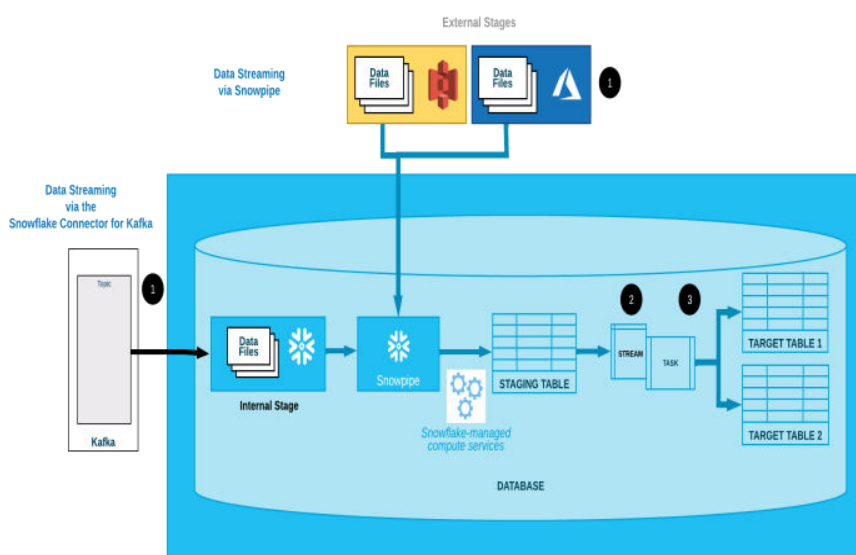 External Stages
Data Streaming
via Snowpipe
Data
Files
Data
Files
1
Data Streaming
via the
Snowflake Connector for Kafka
Topic
1
Kafka
Data
Files
Internal Stage
Snowpipe
Snowflake-managed
compute services
STAGING TABLE
2
3
STREAM
TASK
TARGET TABLE 1
TARGET TABLE 2
DATABASE